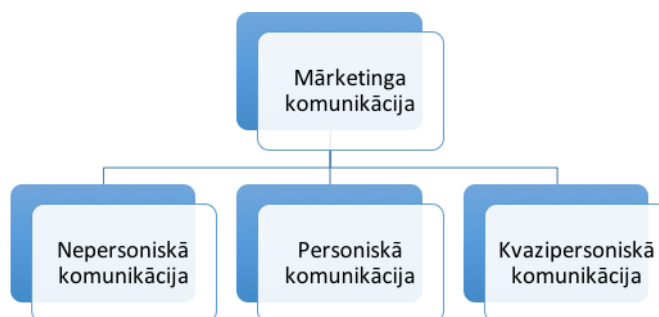 Mārketinga
komunikācija
Nepersoniskā
komunikācija
Personiskā
komunikācija
Kvazipersoniskā
komunikācija